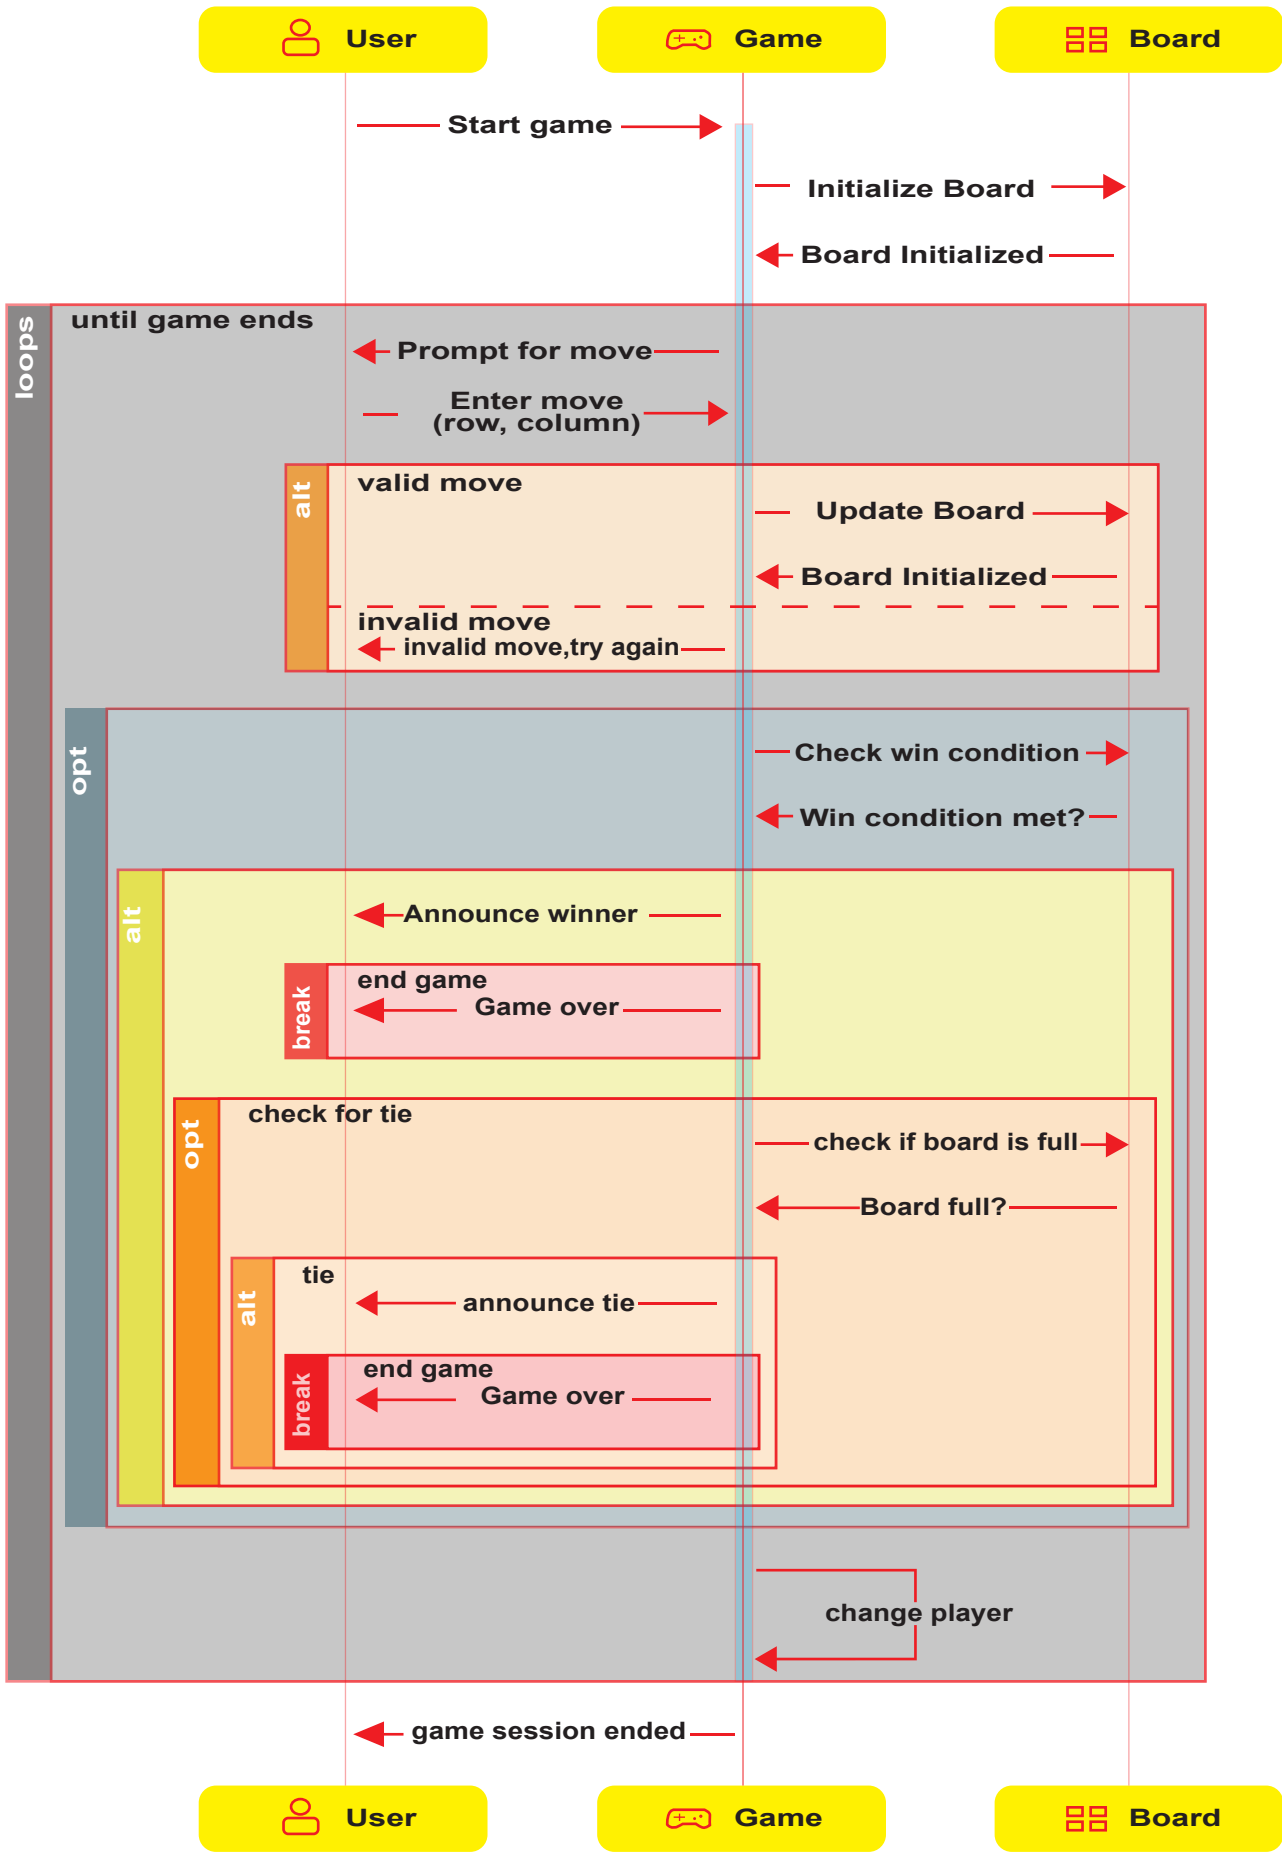 User
Game
Board
Start game
Initialize Board
Board Initialized
loops
until game ends
Prompt for move
Enter move
(row, column)
alt
valid move
Update Board
Board Initialized
invalid move
invalid move,try again
opt
Check win condition
Win condition met?
alt
Announce winner
break
end game
Game over
opt
check for tie
check if board is full
Board full?
alt
tie
announce tie
break
end game
Game over
change player
game session ended
User
Game
Board